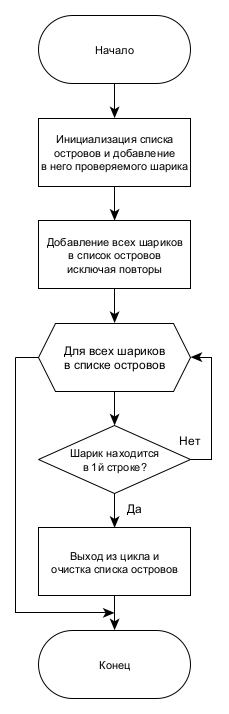 Начало
Инициализация списка
островов и добавление
в него проверяемого шарика
Добавление всех шариков
в список островов
исключая повторы
Для всех шариков
в списке островов
Шарик находится
в 1й строке?
Нет
Да
Выход из цикла и
очистка списка островов
Конец